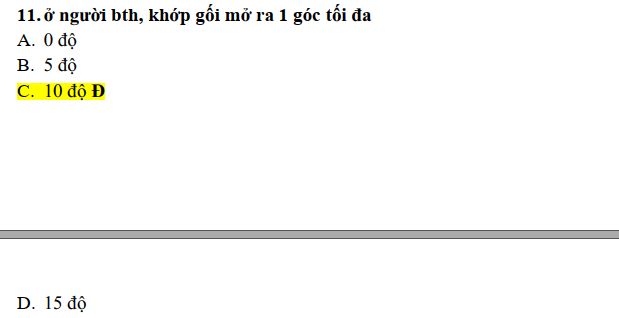 11. ở người bth, khớp gối mở ra 1 góc tối đa
A. 0 độ
B. 5 độ
C. 10 độ Đ
D. 15 độ